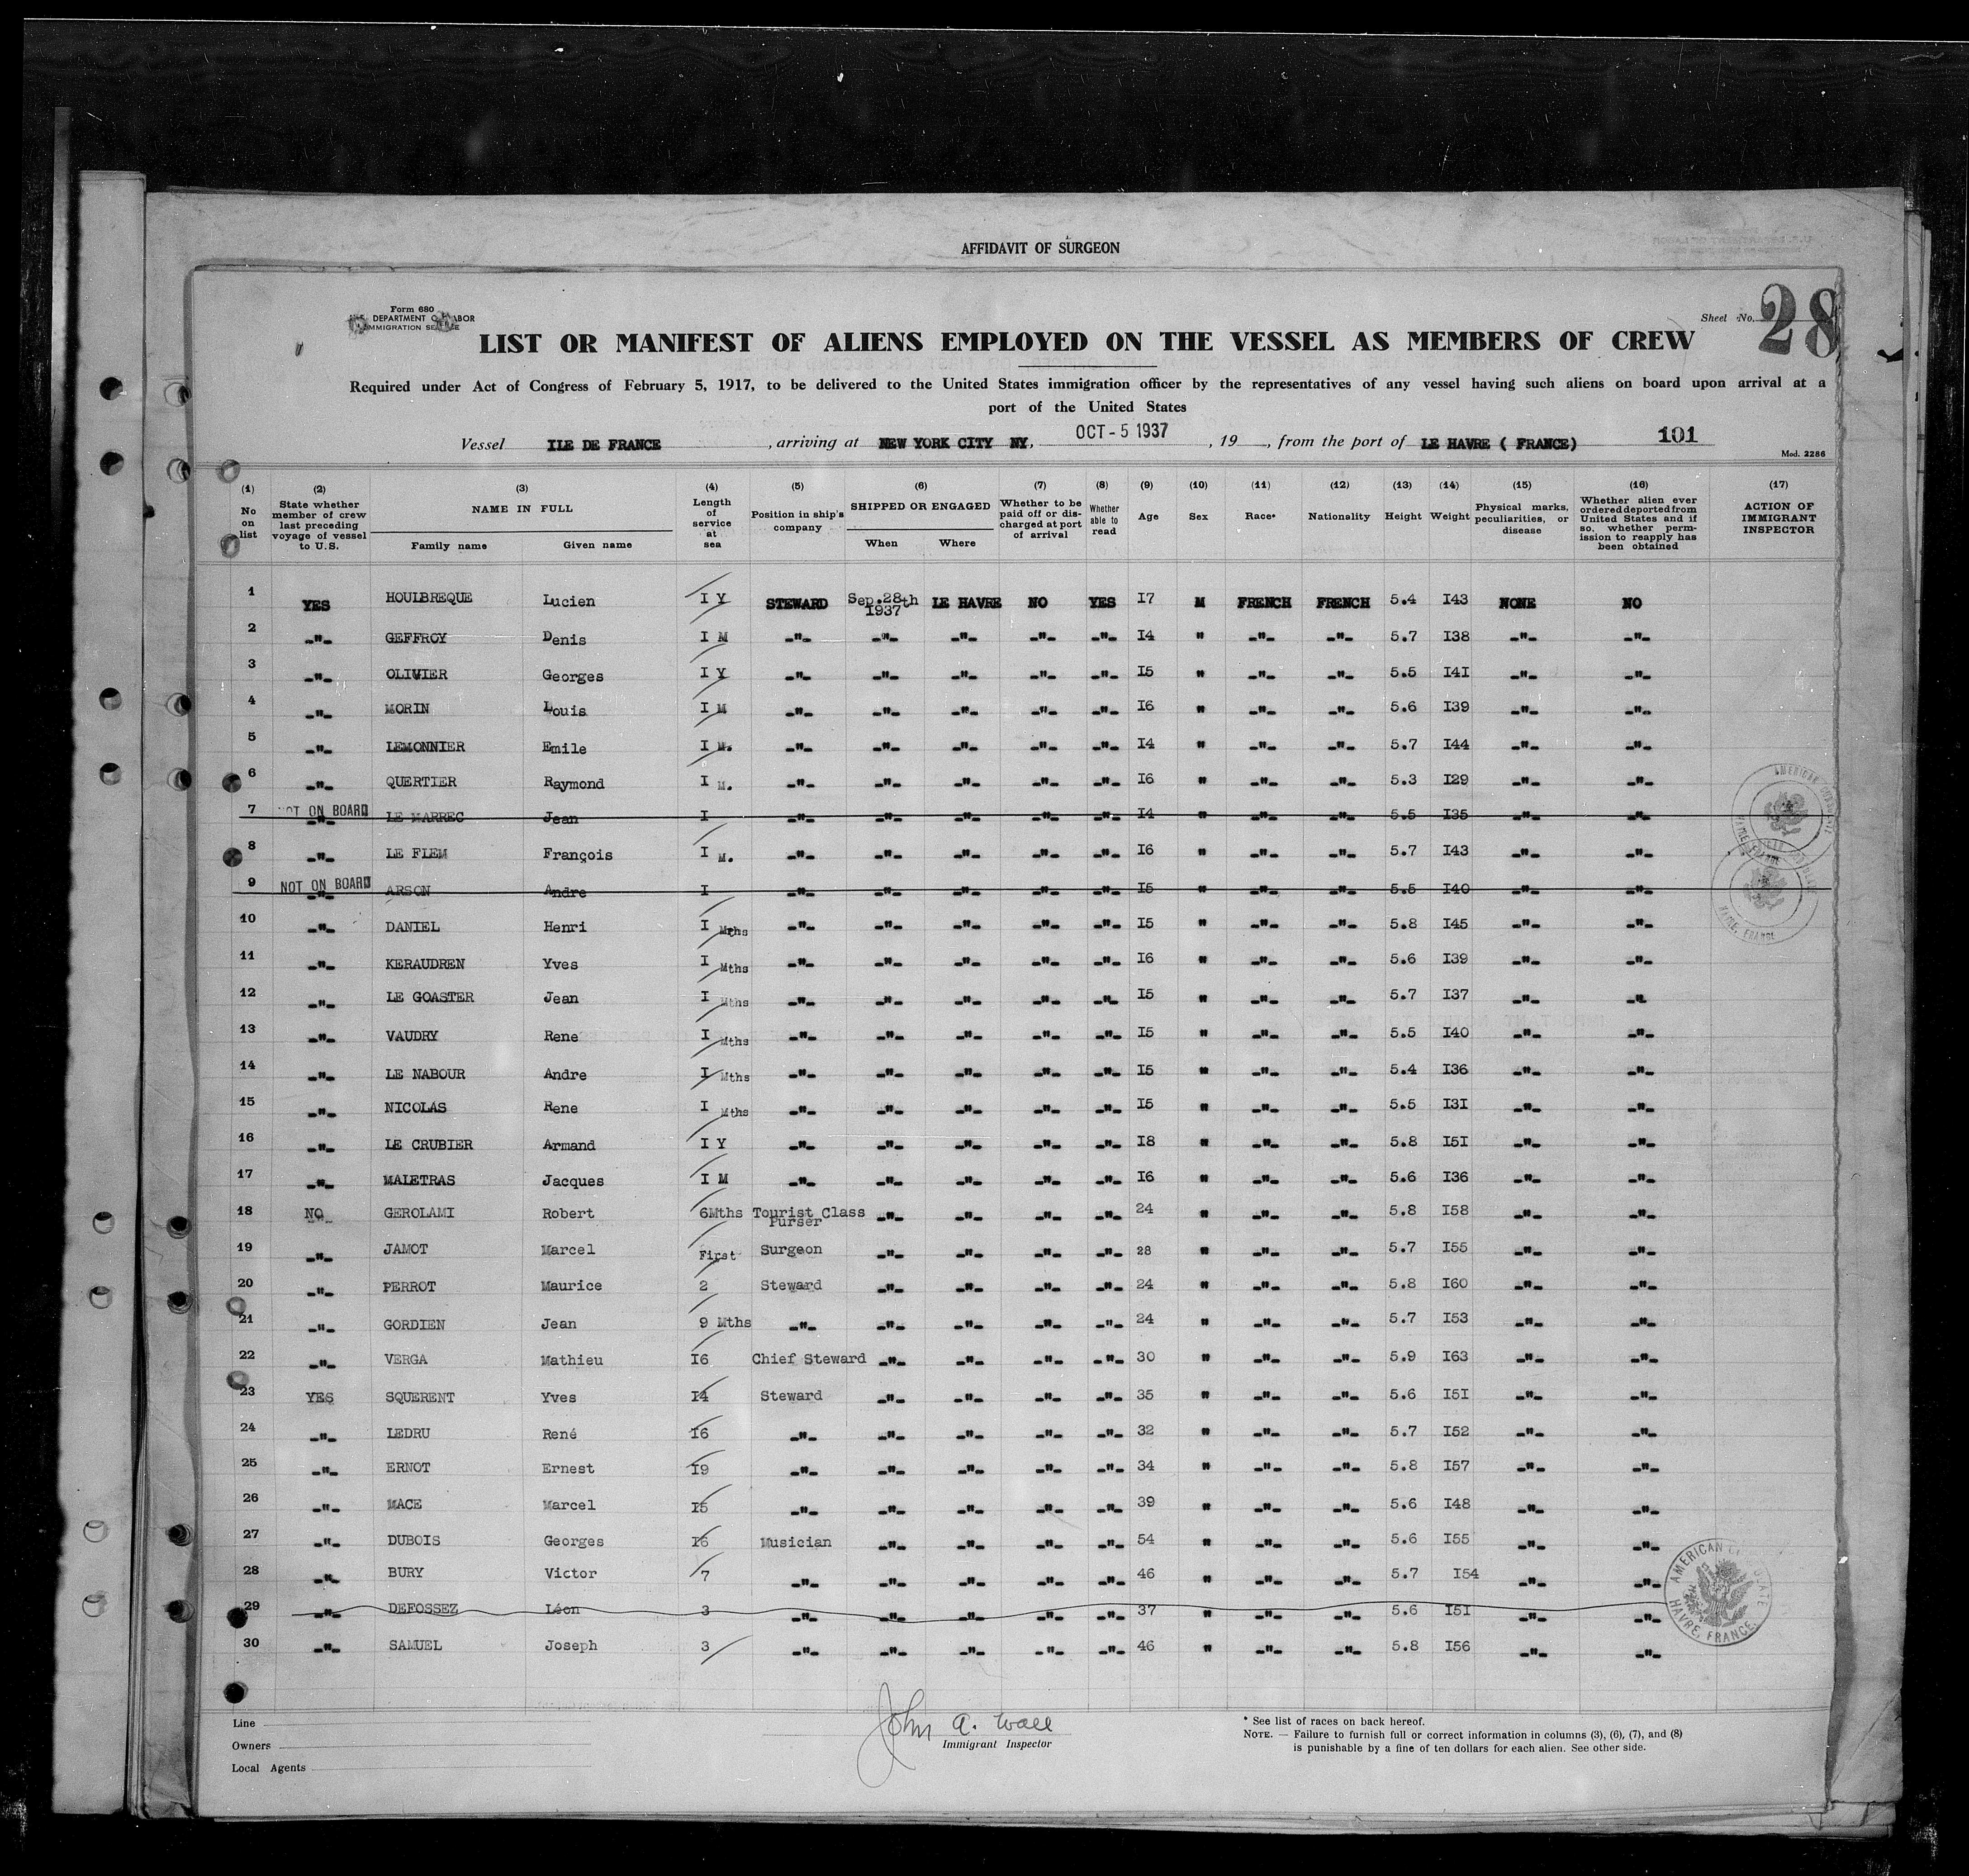 AFFIDAVIT OF SURGEON
Form 680
DEPARTMENT OF LABOR
IMMIGRATION SERVICE
Sheet No. 28
LIST OR MANIFEST OF ALIENS EMPLOYED ON THE VESSEL AS MEMBERS OF CREW
Required under Act of Congress of February 5, 1917, to be delivered to the United States immigration officer by the representatives of any vessel having such aliens on board upon arrival at a
port of the United States
Vessel ILE DE FRANCE , arriving at NEW YORK CITY NY, OCT - 5 1937 , 19 , from the port of LE HAVRE ( FRANCE) 101
Mod. 2286
(1) No on list (2) State whether member of crew last preceding voyage of vessel to U.S. (3) NAME IN FULL Family name Given name (4) Length of service at sea (5) Position in ship's company (6) SHIPPED OR ENGAGED When Where (7) Whether to be paid off or discharged at port of arrival (8) Whether able to read (9) Age (10) Sex (11) Race* (12) Nationality (13) Height (14) Weight (15) Physical marks, peculiarities, or disease (16) Whether alien ever ordered deported from United States and if so, whether permission to reapply has been obtained (17) ACTION OF IMMIGRANT INSPECTOR
1 YES HOULBREQUE Lucien I Y STEWARD Sep.28th 1937 LE HAVRE NO YES I7 M FRENCH FRENCH 5.4 I43 NONE NO
2 -"- GEFFROY Denis I M -"- -"- -"- -"- -"- I4 " -"- -"- 5.7 I38 -"- -"-
3 -"- OLIVIER Georges I Y -"- -"- -"- -"- -"- I5 " -"- -"- 5.5 I4I -"- -"-
4 -"- MORIN Louis I M -"- -"- -"- -"- -"- I6 " -"- -"- 5.6 I39 -"- -"-
5 -"- LEMONNIER Emile I M. -"- -"- -"- -"- -"- I4 " -"- -"- 5.7 I44 -"- -"-
6 -"- QUERTIER Raymond I M. -"- -"- -"- -"- -"- I6 " -"- -"- 5.3 I29 -"- -"-
7 NOT ON BOARD -"- LE MARREC Jean I -"- -"- -"- -"- -"- I4 " -"- -"- 5.5 I35 -"- -"-
8 -"- LE FLEM François I M. -"- -"- -"- -"- -"- I6 " -"- -"- 5.7 I43 -"- -"-
9 NOT ON BOARD -"- ARSON Andre I -"- -"- -"- -"- -"- I5 " -"- -"- 5.5 I40 -"- -"-
10 -"- DANIEL Henri I Mths -"- -"- -"- -"- -"- I5 " -"- -"- 5.8 I45 -"- -"-
11 -"- KERAUDREN Yves I Mths -"- -"- -"- -"- -"- I6 " -"- -"- 5.6 I39 -"- -"-
12 -"- LE GOASTER Jean I Mths -"- -"- -"- -"- -"- I5 " -"- -"- 5.7 I37 -"- -"-
13 -"- VAUDRY Rene I Mths -"- -"- -"- -"- -"- I5 " -"- -"- 5.5 I40 -"- -"-
14 -"- LE NABOUR Andre I Mths -"- -"- -"- -"- -"- I5 " -"- -"- 5.4 I36 -"- -"-
15 -"- NICOLAS Rene I Mths -"- -"- -"- -"- -"- I5 " -"- -"- 5.5 I3I -"- -"-
16 -"- LE CRUBIER Armand I Y -"- -"- -"- -"- -"- I8 " -"- -"- 5.8 I5I -"- -"-
17 -"- MALETRAS Jacques I M -"- -"- -"- -"- -"- I6 " -"- -"- 5.6 I36 -"- -"-
18 NO GEROLAMI Robert 6Mths Tourist Class Purser -"- -"- -"- -"- 24 " -"- -"- 5.8 I58 -"- -"-
19 -"- JAMOT Marcel First Surgeon -"- -"- -"- -"- 28 " -"- -"- 5.7 I55 -"- -"-
20 -"- PERROT Maurice 2 Steward -"- -"- -"- -"- 24 " -"- -"- 5.8 I60 -"- -"-
21 -"- GORDIEN Jean 9 Mths -"- -"- -"- -"- -"- 24 " -"- -"- 5.7 I53 -"- -"-
22 -"- VERGA Mathieu I6 Chief Steward -"- -"- -"- -"- 30 " -"- -"- 5.9 I63 -"- -"-
23 YES SQUERENT Yves I4 Steward -"- -"- -"- -"- 35 " -"- -"- 5.6 I5I -"- -"-
24 -"- LEDRU René I6 -"- -"- -"- -"- -"- 32 " -"- -"- 5.7 I52 -"- -"-
25 -"- ERNOT Ernest I9 -"- -"- -"- -"- -"- 34 " -"- -"- 5.8 I57 -"- -"-
26 -"- MACE Marcel I5 -"- -"- -"- -"- -"- 39 " -"- -"- 5.6 I48 -"- -"-
27 -"- DUBOIS Georges I6 Musician -"- -"- -"- -"- 54 " -"- -"- 5.6 I55 -"- -"-
28 -"- BURY Victor 7 -"- -"- -"- -"- -"- 46 " -"- -"- 5.7 I54 -"- -"-
29 -"- DEFOSSEZ Léon 3 -"- -"- -"- -"- -"- 37 " -"- -"- 5.6 I5I -"- -"-
30 -"- SAMUEL Joseph 3 -"- -"- -"- -"- -"- 46 " -"- -"- 5.8 I56 -"- -"-
AMERICAN CONSULATE
HAVRE, FRANCE
Line
Owners
Local Agents
John A. Wall
Immigrant Inspector
* See list of races on back hereof.
NOTE. — Failure to furnish full or correct information in columns (3), (6), (7), and (8)
is punishable by a fine of ten dollars for each alien. See other side.